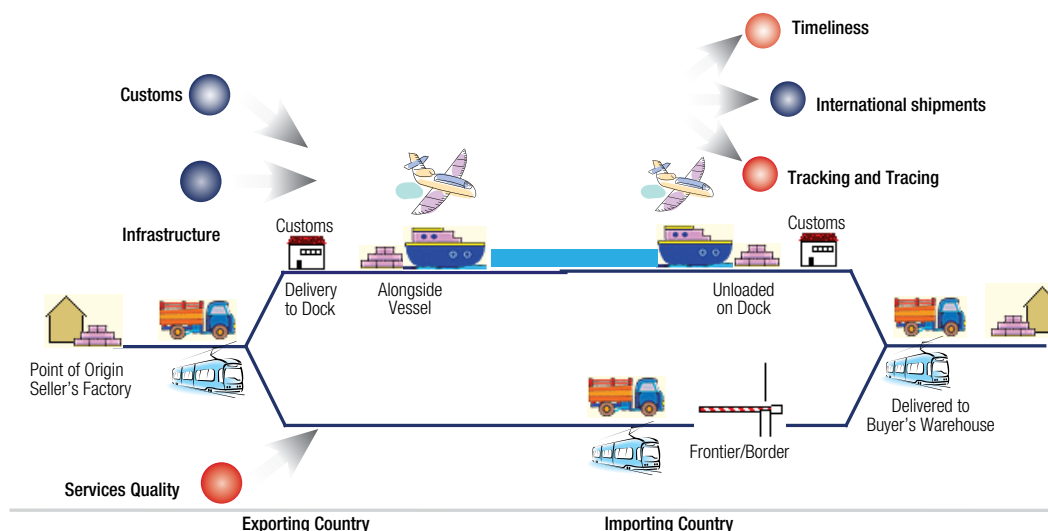 Timeliness
Customs
International shipments
Tracking and Tracing
Infrastructure
Customs
Customs
Delivery
to Dock
Alongside
Vessel
Unloaded
on Dock
Point of Origin
Seller's Factory
Delivered to
Buyer's Warehouse
Frontier/Border
Services Quality
Exporting Country
Importing Country